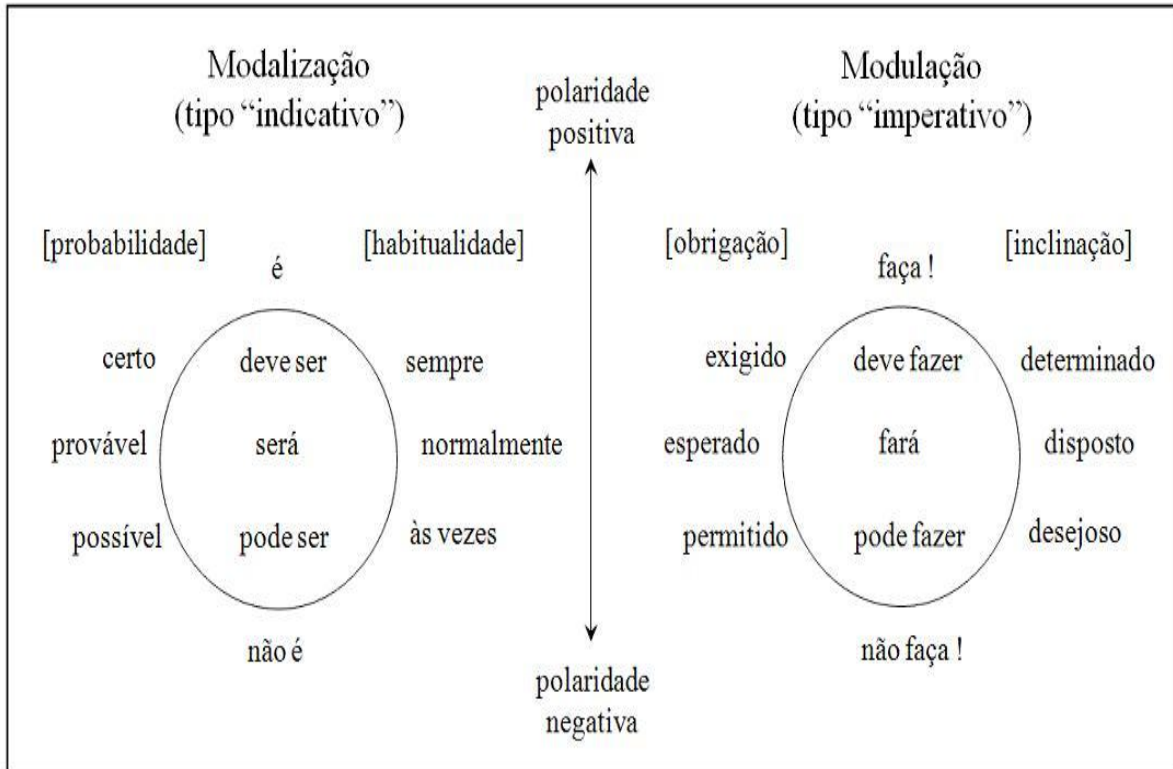 Modalização
(tipo “indicativo”)
polaridade
positiva
Modulação
(tipo “imperativo”)
[probabilidade]
[habitualidade]
é
certo
deve ser
sempre
provável
será
normalmente
possível
pode ser
às vezes
não é
[obrigação]
[inclinação]
faça !
exigido
deve fazer
determinado
esperado
fará
disposto
permitido
pode fazer
desejoso
não faça !
polaridade
negativa